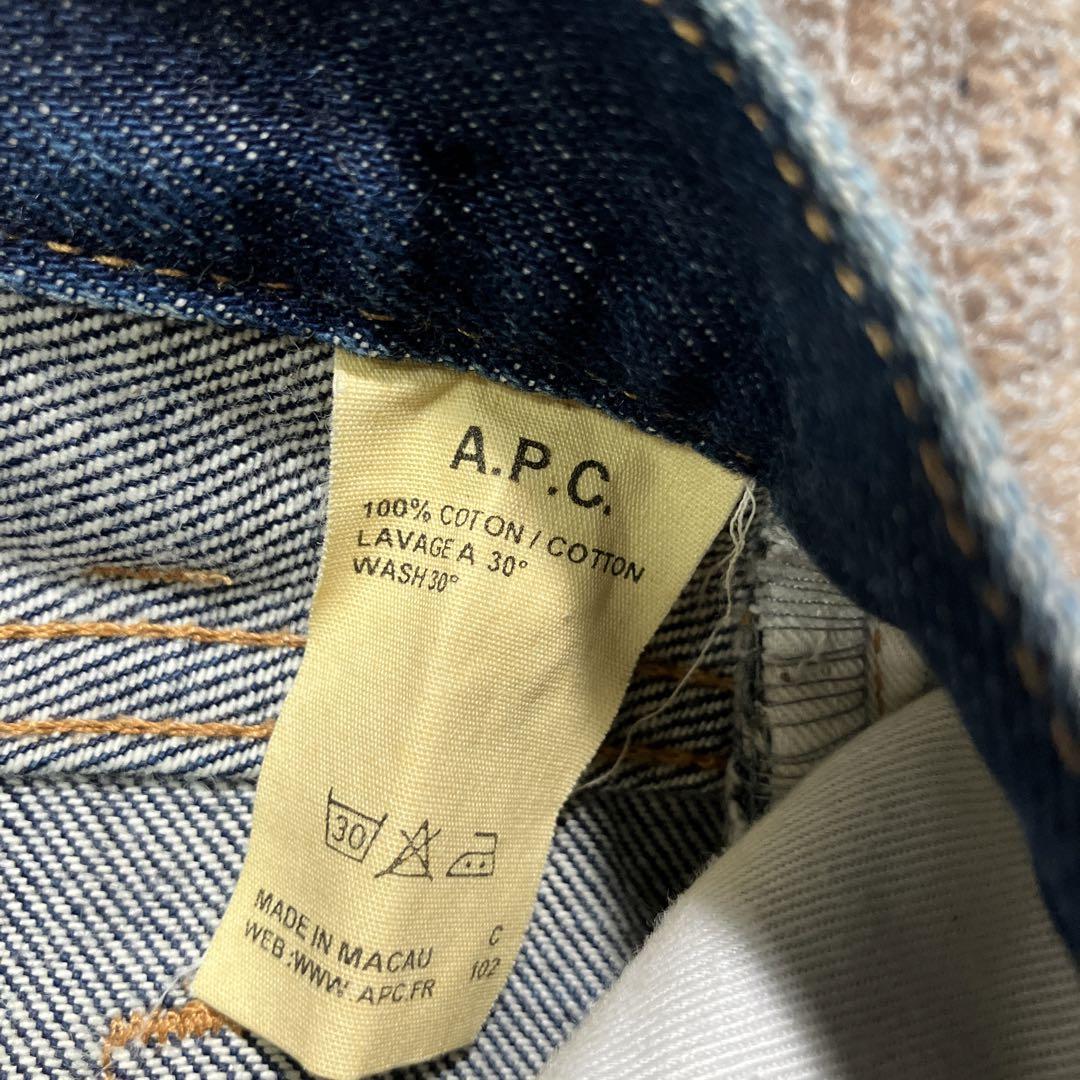 A.P.C.
100% COTON / COTTON
LAVAGE A 30°
WASH 30°
30
MADE IN MACAU C
WEB :WWW. APC.FR 102